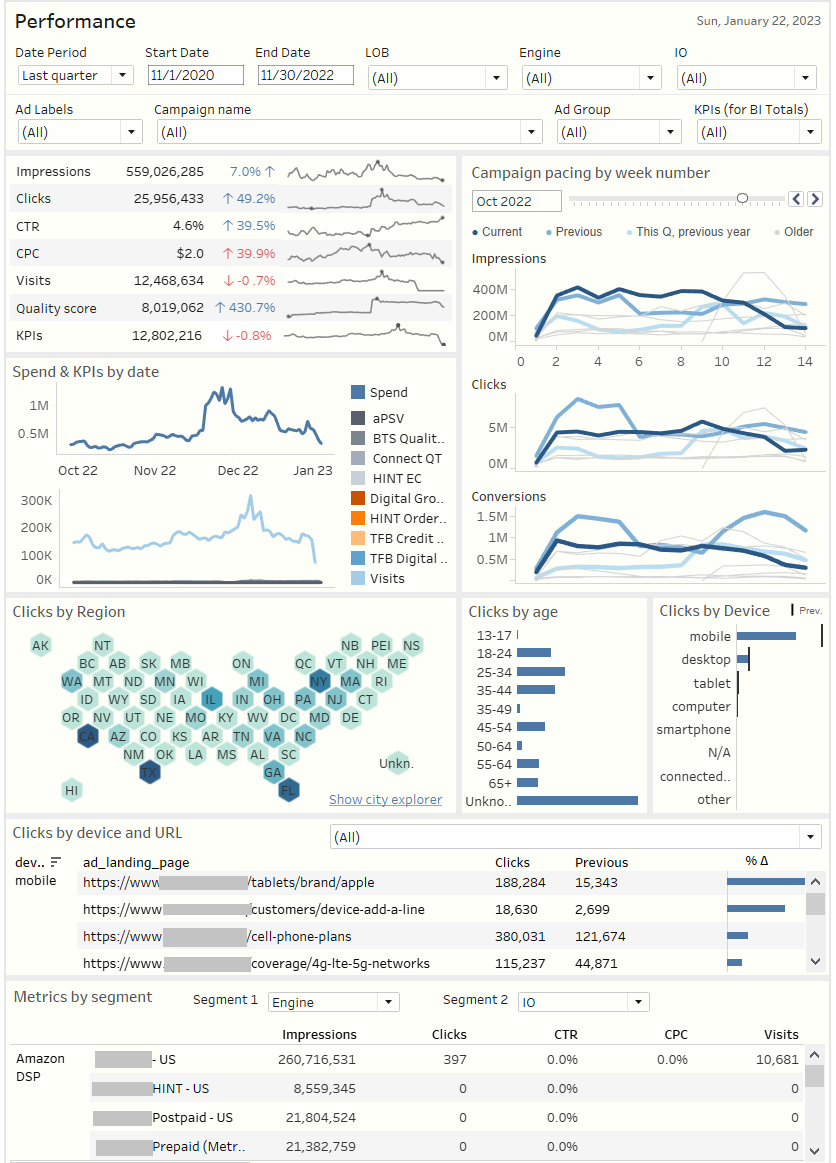 Performance
Sun, January 22, 2023
Date Period Start Date End Date LOB Engine IO
Last quarter 11/1/2020 11/30/2022 (All) (All) (All)
Ad Labels Campaign name Ad Group KPIs (for BI Totals)
(All) (All) (All) (All)
Impressions 559,026,285 7.0% ↑
Clicks 25,956,433 ↑ 49.2%
CTR 4.6% ↑ 39.5%
CPC $2.0 ↑ 39.9%
Visits 12,468,634 ↓ -0.7%
Quality score 8,019,062 ↑ 430.7%
KPIs 12,802,216 ↓ -0.8%
Campaign pacing by week number
Oct 2022
Current Previous This Q, previous year Older
Impressions
400M
200M
0M
0 2 4 6 8 10 12 14
Clicks
5M
0M
Conversions
1.5M
1.0M
0.5M
Spend & KPIs by date
1M
0.5M
Oct 22 Nov 22 Dec 22 Jan 23
300K
200K
100K
0K
Spend
aPSV
BTS Qualit..
Connect QT
HINT EC
Digital Gro..
HINT Order..
TFB Credit ..
TFB Digital ..
Visits
Clicks by Region
AK NT NB PEI NS
BC AB SK MB ON QC VT NH ME
WA MT ND MN WI MI NY MA RI
ID WY SD IA IL IN OH PA NJ CT
OR NV UT NE MO KY WV DC MD DE
CA AZ CO KS AR TN VA NC
NM OK LA MS AL SC
Unkn.
TX GA
HI FL
Show city explorer
Clicks by age
13-17
18-24
25-34
35-44
35-49
45-54
50-64
55-64
65+
Unkno..
Clicks by Device
Prev.
mobile
desktop
tablet
computer
smartphone
N/A
connected..
other
Clicks by device and URL
(All)
dev.. ad_landing_page Clicks Previous % Δ
mobile https://www /tablets/brand/apple 188,284 15,343
https://www /customers/device-add-a-line 18,630 2,699
https://www /cell-phone-plans 380,031 121,674
https://www. coverage/4g-lte-5g-networks 115,237 44,871
Metrics by segment
Segment 1 Engine Segment 2 IO
Impressions Clicks CTR CPC Visits
Amazon DSP - US 260,716,531 397 0.0% 0.0% 10,681
HINT - US 8,559,345 0 0.0% 0
Postpaid - US 21,804,524 0 0.0% 0
Prepaid (Metr.. 21,382,759 0 0.0% 0